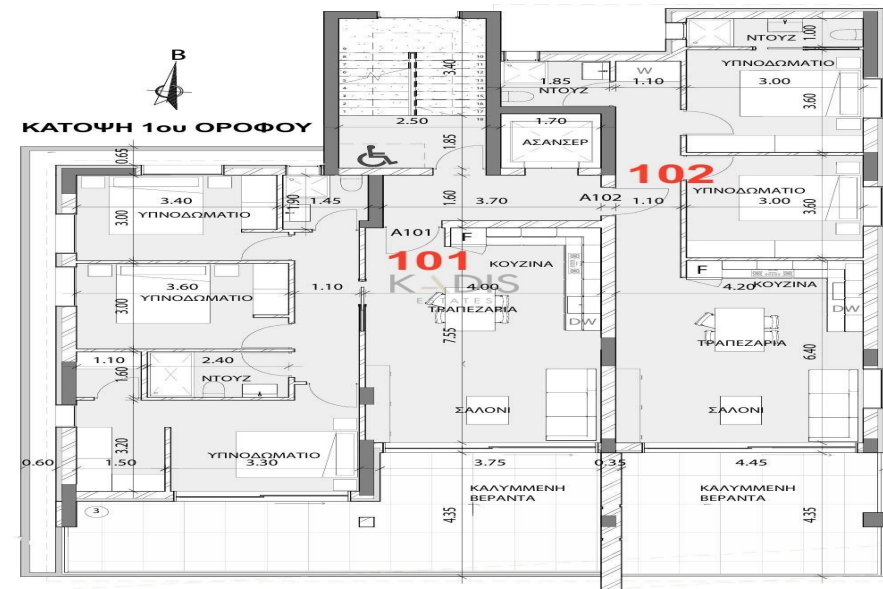 ΝΤΟΥΖ
1.00
Β
ΚΑΤΟΨΗ 1ου ΟΡΟΦΟΥ
3.40
1.85
ΝΤΟΥΖ
W
1.10
ΥΠΝΟΔΩΜΑΤΙΟ
3.00
3.60
2.50
1.70
ΑΣΑΝΣΕΡ
1.85
0.65
102
ΥΠΝΟΔΩΜΑΤΙΟ
3.00
3.60
3.40
ΥΠΝΟΔΩΜΑΤΙΟ
3.00
1.90
1.45
1.60
3.70
A102
1.10
A101
F
101
ΚΟΥΖΙΝΑ
F
ΚΟΥΖΙΝΑ
3.60
ΥΠΝΟΔΩΜΑΤΙΟ
3.00
1.10
KADIS
ESTATES
4.00
ΤΡΑΠΕΖΑΡΙΑ
DW
7.55
4.20
DW
ΤΡΑΠΕΖΑΡΙΑ
6.40
1.10
1.60
2.40
ΝΤΟΥΖ
ΣΑΛΟΝΙ
ΣΑΛΟΝΙ
3.20
ΥΠΝΟΔΩΜΑΤΙΟ
0.60
1.50
3.30
3.75
0.35
4.45
ΚΑΛΥΜΜΕΝΗ
ΒΕΡΑΝΤΑ
ΚΑΛΥΜΜΕΝΗ
ΒΕΡΑΝΤΑ
3
4.35
4.35